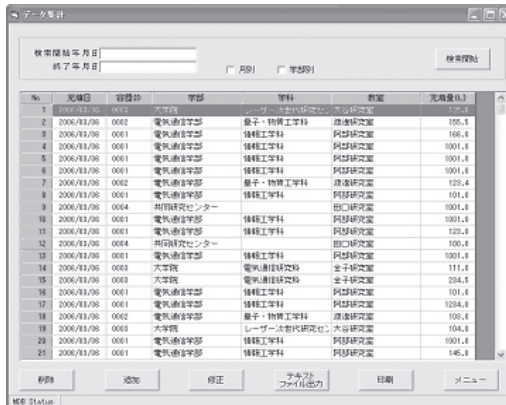 データ集計
検索開始年月日
終了年月日
月別 学部別 検索開始
No 充填日 容器ID 学部 学科 教室 充填量(L)
1 2006/03/06 0003 大学院 レーザー次世代研究セン 大谷研究室
2 2006/03/06 0002 電気通信学部 量子・物質工学科 渡邊研究室 155.5
3 2006/03/06 0001 電気通信学部 情報工学科 阿部研究室 166.0
4 2006/03/06 0001 電気通信学部 情報工学科 阿部研究室 1001.0
5 2006/03/06 0001 電気通信学部 情報工学科 阿部研究室 1001.0
6 2006/03/06 0001 電気通信学部 情報工学科 阿部研究室 1001.0
7 2006/03/06 0002 電気通信学部 量子・物質工学科 渡邊研究室 123.4
8 2006/03/06 0001 電気通信学部 情報工学科 阿部研究室 101.0
9 2006/03/06 0004 共同研究センター 田口研究室 1001.0
10 2006/03/06 0001 電気通信学部 情報工学科 阿部研究室 1001.0
11 2006/03/06 0001 電気通信学部 情報工学科 阿部研究室 123.0
12 2006/03/06 0004 共同研究センター 田口研究室 100.0
13 2006/03/06 0001 電気通信学部 情報工学科 阿部研究室 1001.0
14 2006/03/06 0003 大学院 電気通信研究科 金子研究室 111.0
15 2006/03/06 0003 大学院 電気通信研究科 金子研究室 234.5
16 2006/03/06 0001 電気通信学部 情報工学科 阿部研究室 101.0
17 2006/03/06 0001 電気通信学部 情報工学科 阿部研究室 1234.0
18 2006/03/06 0002 電気通信学部 量子・物質工学科 渡邊研究室 103.0
19 2006/03/06 0003 大学院 レーザー次世代研究セン 大谷研究室 104.0
20 2006/03/06 0001 電気通信学部 情報工学科 阿部研究室 1001.0
21 2006/03/06 0001 電気通信学部 情報工学科 阿部研究室 145.0
削除 追加 修正 テキストファイル出力 印刷 メニュー
MDB Status